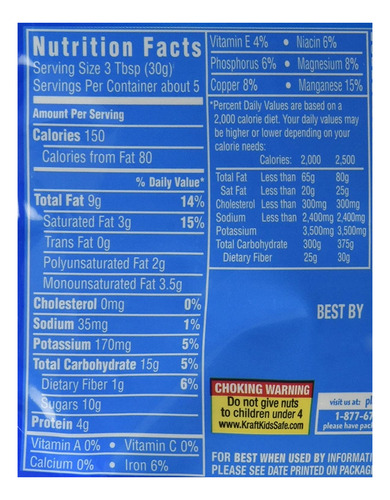 Nutrition Facts
Serving Size 3 Tbsp (30g)
Servings Per Container about 5
Amount Per Serving
Calories 150
Calories from Fat 80
% Daily Value*
Total Fat 9g 14%
Saturated Fat 3g 15%
Trans Fat 0g
Polyunsaturated Fat 2g
Monounsaturated Fat 3.5g
Cholesterol 0mg 0%
Sodium 35mg 1%
Potassium 170mg 5%
Total Carbohydrate 15g 5%
Dietary Fiber 1g 6%
Sugars 10g
Protein 4g
Vitamin A 0% • Vitamin C 0%
Calcium 0% • Iron 6%
Vitamin E 4% • Niacin 6%
Phosphorus 6% • Magnesium 8%
Copper 8% • Manganese 15%
*Percent Daily Values are based on a
2,000 calorie diet. Your daily values may
be higher or lower depending on your
calorie needs:
Calories: 2,000 2,500
Total Fat Less than 65g 80g
Sat Fat Less than 20g 25g
Cholesterol Less than 300mg 300mg
Sodium Less than 2,400mg 2,400mg
Potassium 3,500mg 3,500mg
Total Carbohydrate 300g 375g
Dietary Fiber 25g 30g
BEST BY
CHOKING WARNING
Do not give nuts
to children under 4
www.KraftKidsSafe.com
visit us at: pl
1-877-67
please have pack
FOR BEST WHEN USED BY INFORMATI
PLEASE SEE DATE PRINTED ON PACKAG